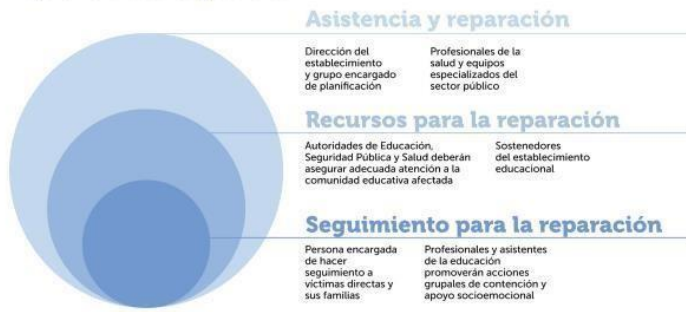 Asistencia y reparación
Dirección del
establecimiento
y grupo encargado
de planificación
Profesionales de la
salud y equipos
especializados del
sector público
Recursos para la reparación
Autoridades de Educación,
Seguridad Pública y Salud deberán
asegurar adecuada atención a la
comunidad educativa afectada
Sostenedores
del establecimiento
educacional
Seguimiento para la reparación
Persona encargada
de hacer
seguimiento a
víctimas directas y
sus familias
Profesionales y asistentes
de la educación
promoverán acciones
grupales de contención y
apoyo socioemocional